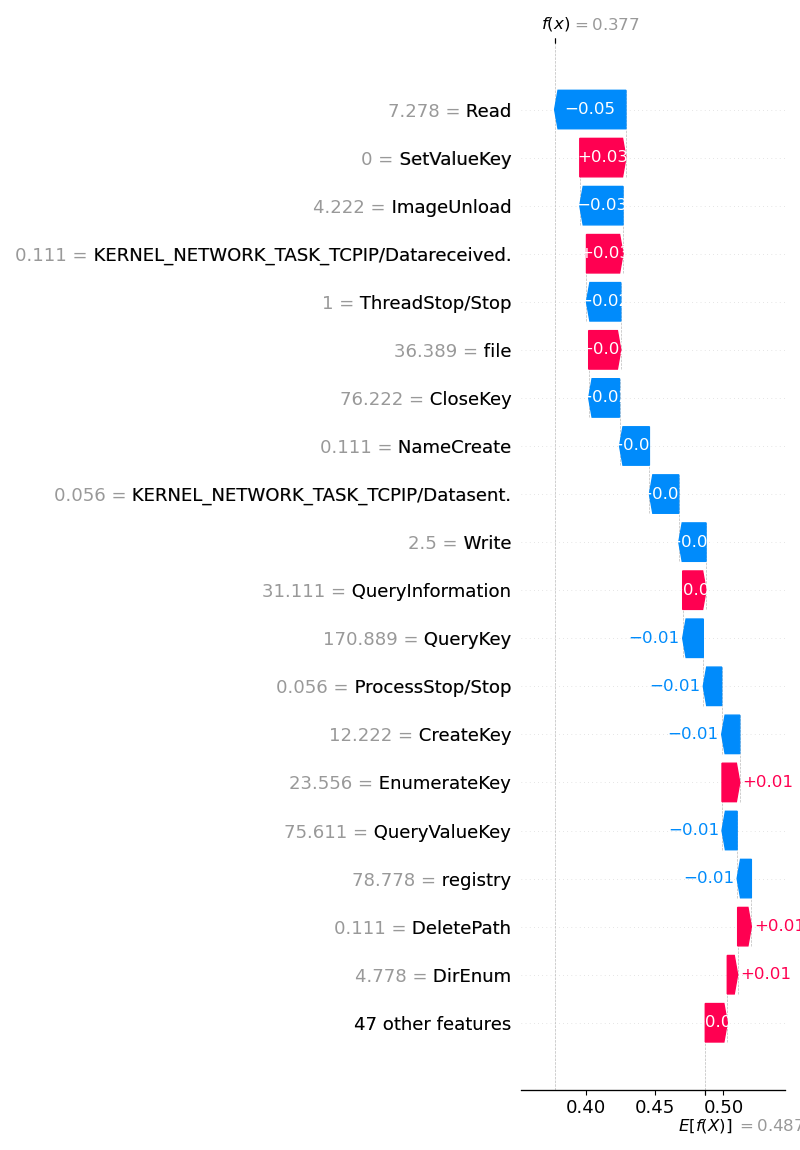 f(x) = 0.377
7.278 = Read
−0.05
0 = SetValueKey
+0.03
4.222 = ImageUnload
−0.03
0.111 = KERNEL_NETWORK_TASK_TCPIP/Datareceived.
+0.03
1 = ThreadStop/Stop
−0.02
36.389 = file
76.222 = CloseKey
0.111 = NameCreate
0.056 = KERNEL_NETWORK_TASK_TCPIP/Datasent.
2.5 = Write
31.111 = QueryInformation
170.889 = QueryKey
−0.01
0.056 = ProcessStop/Stop
−0.01
12.222 = CreateKey
−0.01
23.556 = EnumerateKey
+0.01
75.611 = QueryValueKey
−0.01
78.778 = registry
−0.01
0.111 = DeletePath
+0.01
4.778 = DirEnum
+0.01
47 other features
0.40 0.45 0.50
E[f(X)] = 0.487